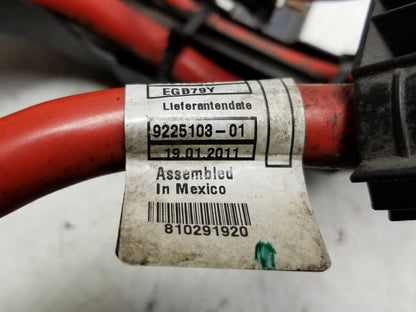 EGB79Y
Lieferantendate
9225103-01
19.01.2011
Assembled
In Mexico
810291920